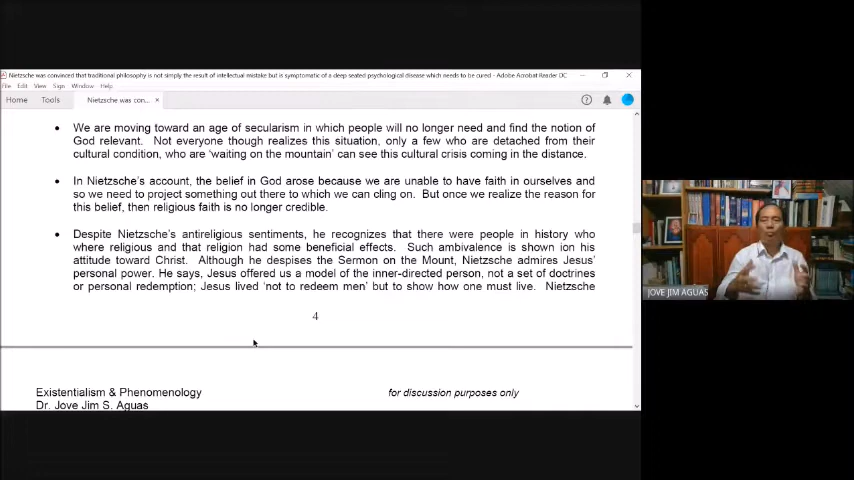 Nietzsche was convinced that traditional philosophy is not simply the result of intellectual mistake but is symptomatic of a deep seated psychological disease which needs to be cured - Adobe Acrobat Reader DC
File Edit View Sign Window Help
Home Tools Nietzsche was con... ×
• We are moving toward an age of secularism in which people will no longer need and find the notion of
God relevant. Not everyone though realizes this situation, only a few who are detached from their
cultural condition, who are ‘waiting on the mountain’ can see this cultural crisis coming in the distance.
• In Nietzsche’s account, the belief in God arose because we are unable to have faith in ourselves and
so we need to project something out there to which we can cling on. But once we realize the reason for
this belief, then religious faith is no longer credible.
• Despite Nietzsche’s antireligious sentiments, he recognizes that there were people in history who
where religious and that religion had some beneficial effects. Such ambivalence is shown ion his
attitude toward Christ. Although he despises the Sermon on the Mount, Nietzsche admires Jesus’
personal power. He says, Jesus offered us a model of the inner-directed person, not a set of doctrines
or personal redemption; Jesus lived ‘not to redeem men’ but to show how one must live. Nietzsche
JOVE JIM AGUAS
4
Existentialism & Phenomenology for discussion purposes only
Dr. Jove Jim S. Aguas